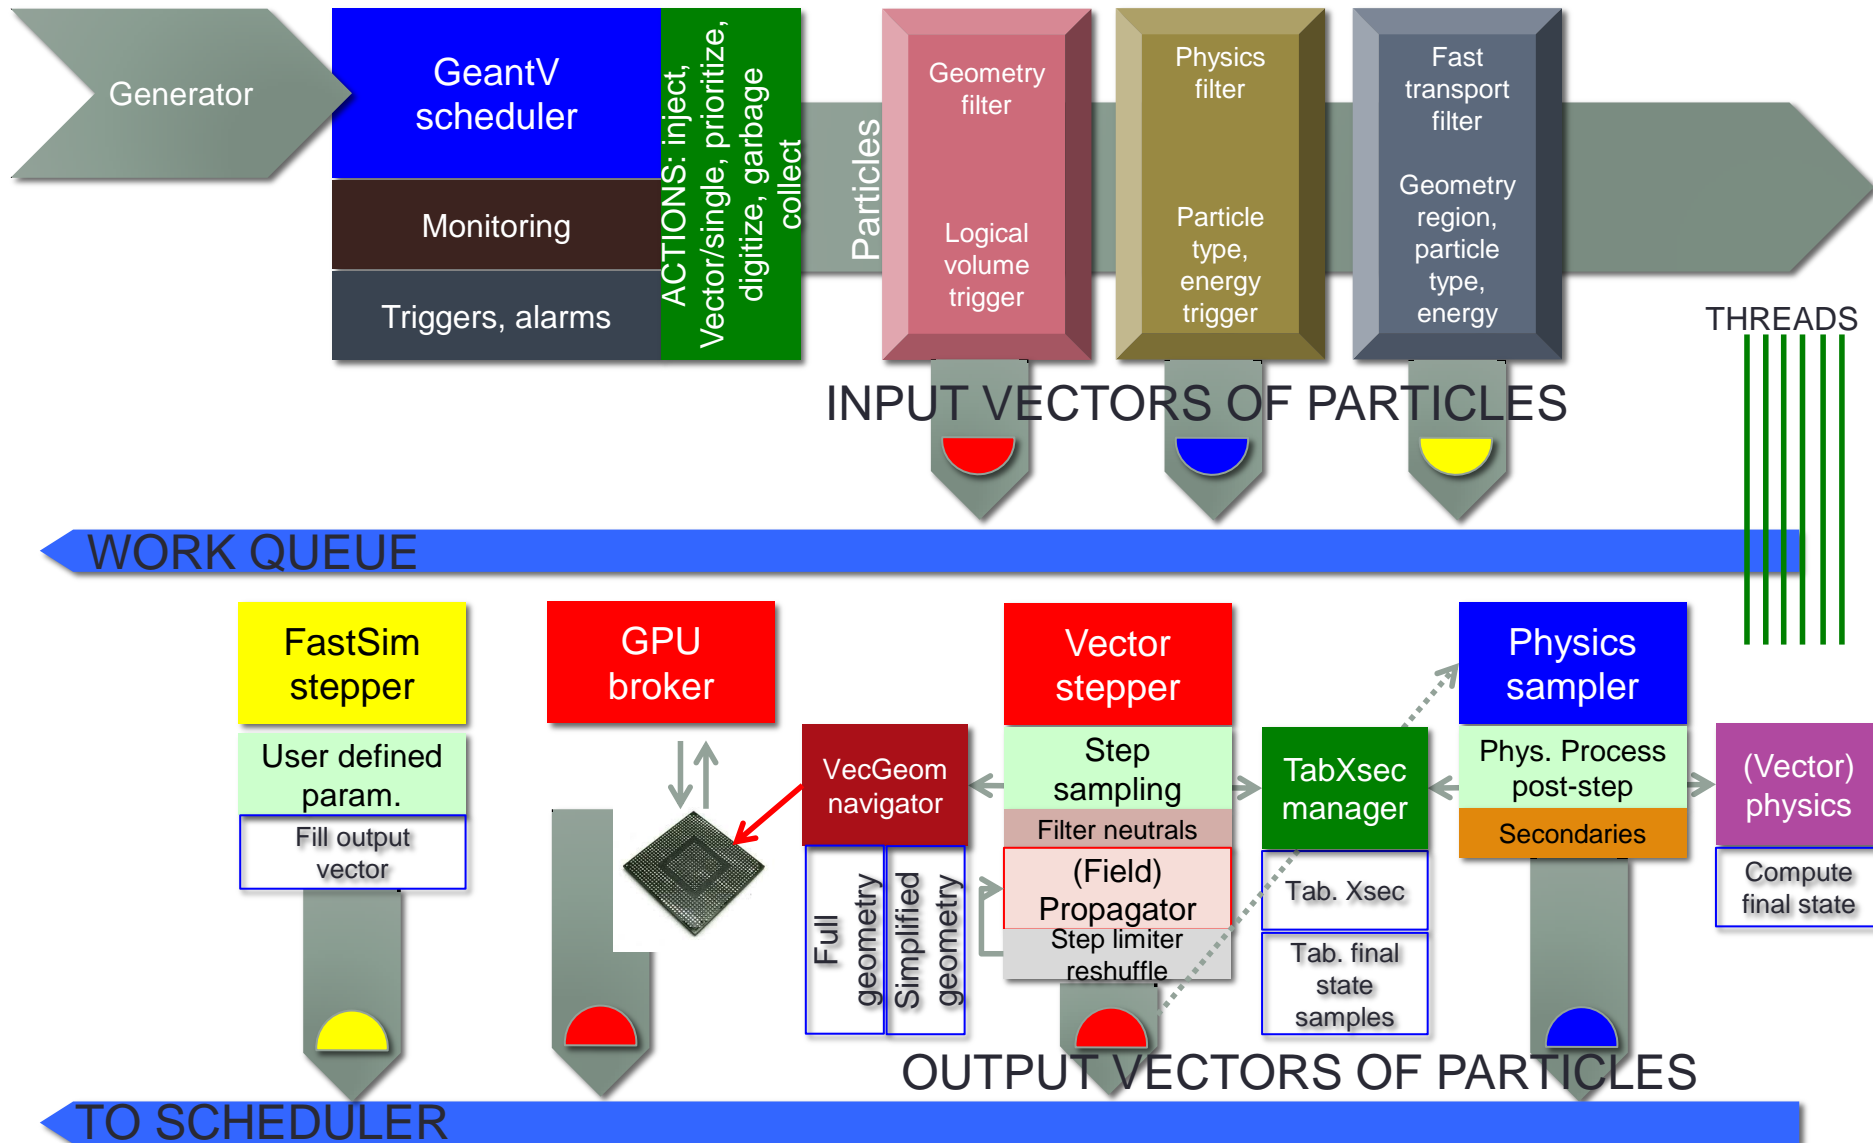 Generator
GeantV
scheduler
Monitoring
Triggers, alarms
ACTIONS: inject,
Vector/single, prioritize,
digitize, garbage
collect
Particles
Geometry
filter
Logical
volume
trigger
Physics
filter
Particle
type,
energy
trigger
Fast
transport
filter
Geometry
region,
particle
type,
energy
THREADS
INPUT VECTORS OF PARTICLES
WORK QUEUE
FastSim
stepper
User defined
param.
Fill output
vector
GPU
broker
VecGeom
navigator
Full
geometry
Simplified
geometry
Vector
stepper
Step
sampling
Filter neutrals
(Field)
Propagator
Step limiter
reshuffle
TabXsec
manager
Tab. Xsec
Tab. final
state
samples
Physics
sampler
Phys. Process
post-step
Secondaries
(Vector)
physics
Compute
final state
OUTPUT VECTORS OF PARTICLES
TO SCHEDULER